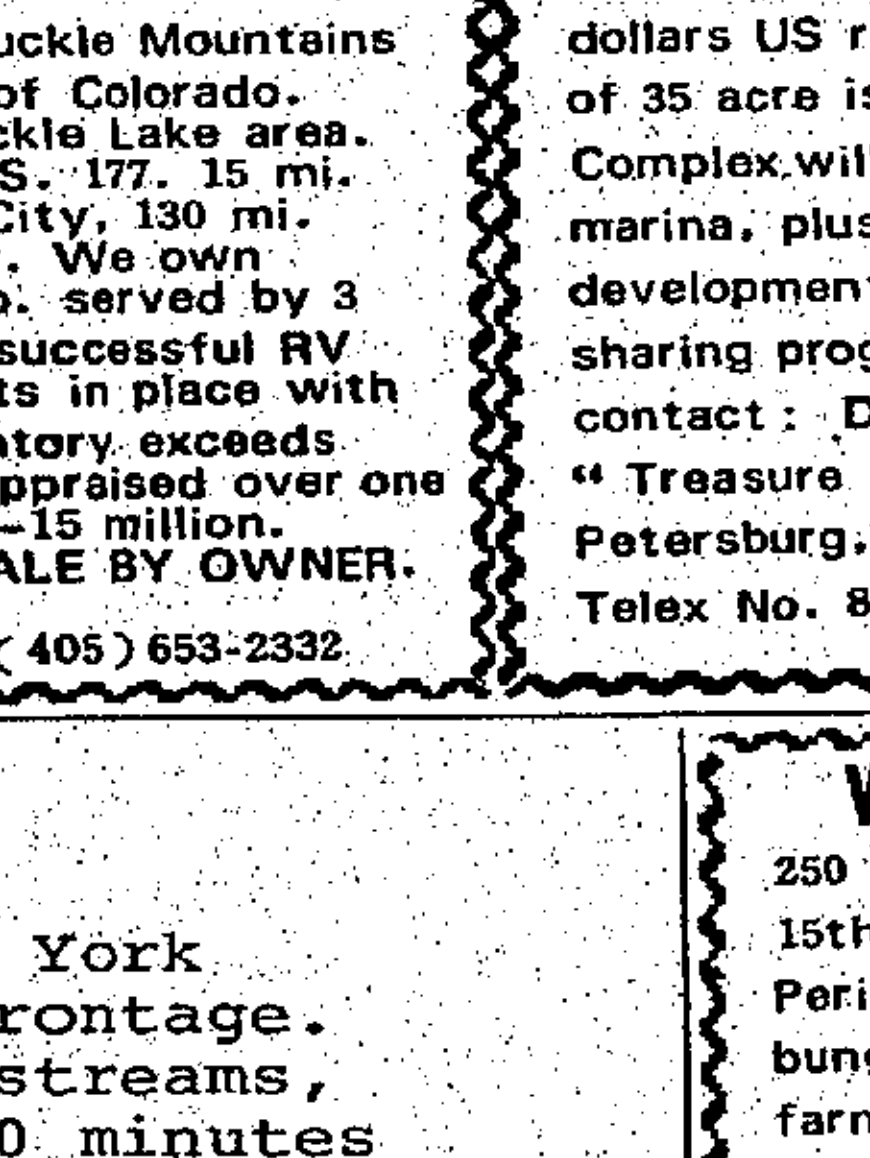 uckle Mountains
of Colorado.
ckle Lake area.
S. 177. 15 mi.
City, 130 mi.
. We own
o. served by 3
successful RV
ts in place with
atory exceeds
ppraised over one
-15 million.
ALE BY OWNER.
(405) 653-2332
dollars US r
of 35 acre is
Complex will
marina, plus
development
sharing prog
contact: D
“ Treasure
Petersburg,
Telex No. 8
York
rontage.
streams,
0 minutes
250
15th
Peri
bung
farm